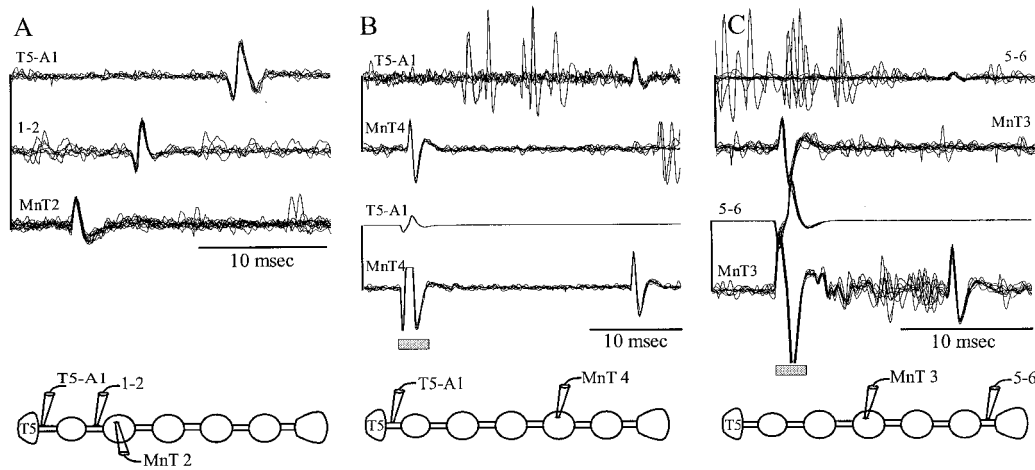 A
T5-A1
1-2
MnT2
10 msec
T5-A1
1-2
T5
MnT 2
B
T5-A1
MnT4
T5-A1
MnT4
10 msec
T5-A1
MnT 4
T5
C
5-6
MnT3
5-6
MnT3
10 msec
MnT 3
5-6
T5